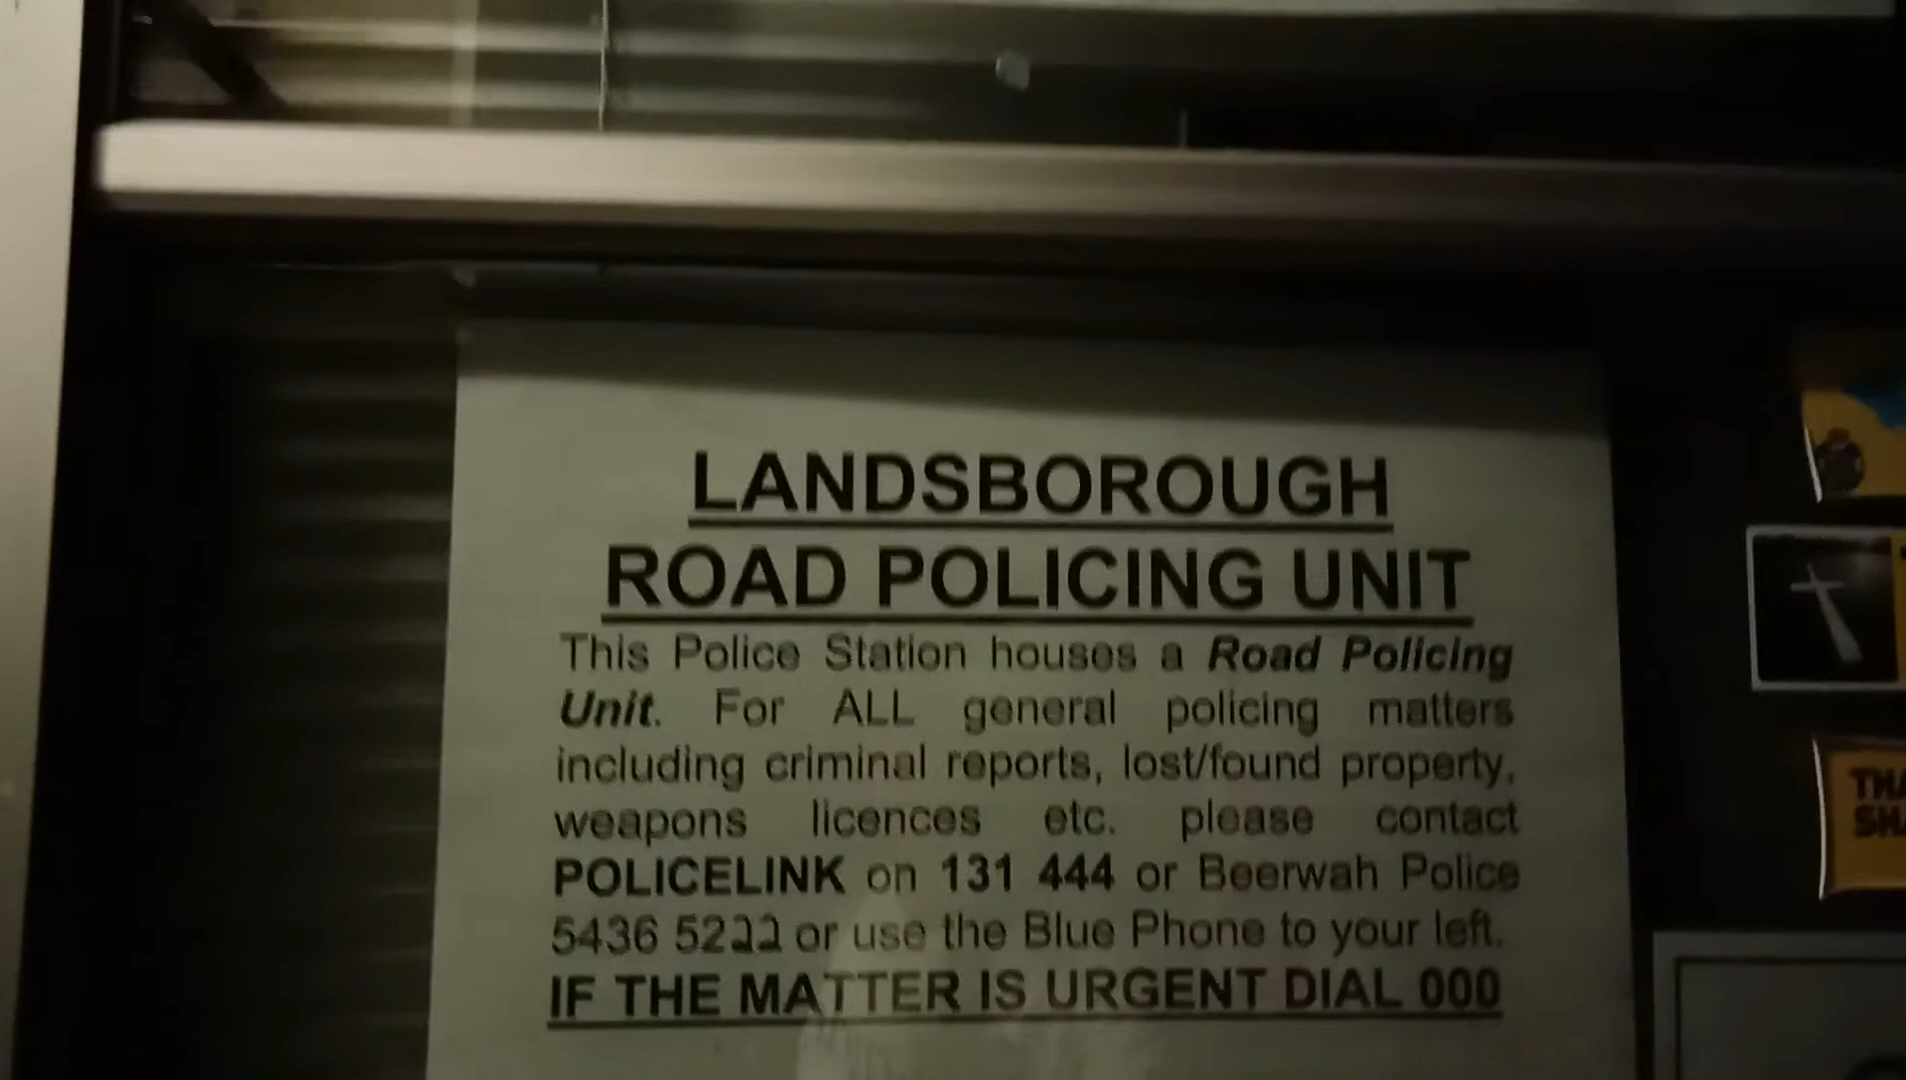 LANDSBOROUGH
ROAD POLICING UNIT
This Police Station houses a Road Policing
Unit. For ALL general policing matters
including criminal reports, lost/found property,
weapons licences etc. please contact
POLICELINK on 131 444 or Beerwah Police
5436 5222 or use the Blue Phone to your left.
IF THE MATTER IS URGENT DIAL 000